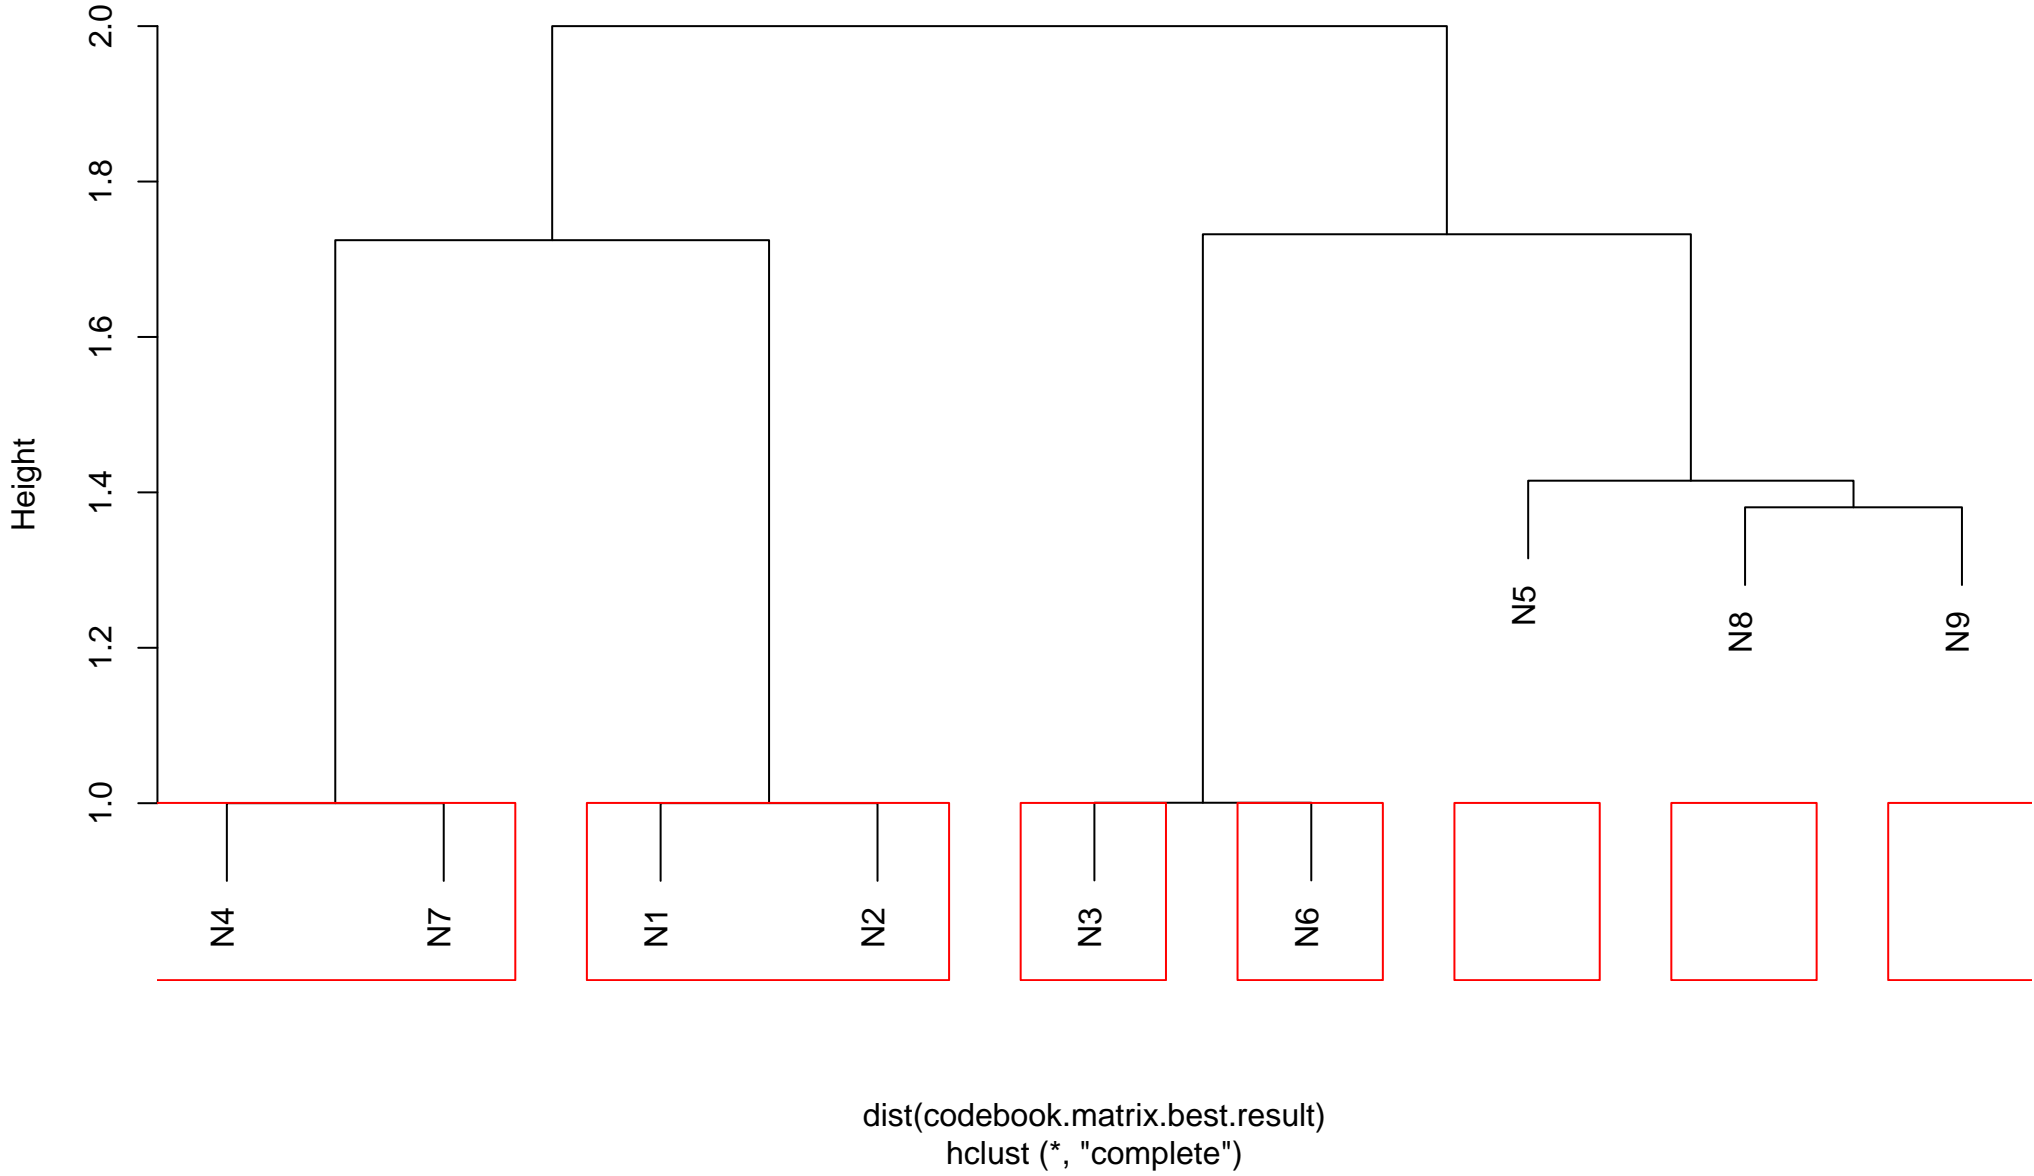 2.0
1.8
1.6
1.4
1.2
1.0
Height
N5
N8
N9
N4
N7
N1
N2
N3
N6
dist(codebook.matrix.best.result)
hclust (*, "complete")